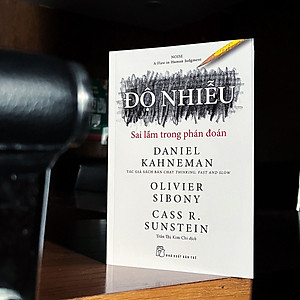 NOISE
A Flaw in Human Judgment
ĐỘ NHIỄU
Sai lầm trong phán đoán
DANIEL
KAHNEMAN
TÁC GIẢ SÁCH BÁN CHẠY THINKING, FAST AND SLOW
OLIVIER
SIBONY
CASS R.
SUNSTEIN
Trần Thị Kim Chi dịch
NHÀ XUẤT BẢN TRẺ